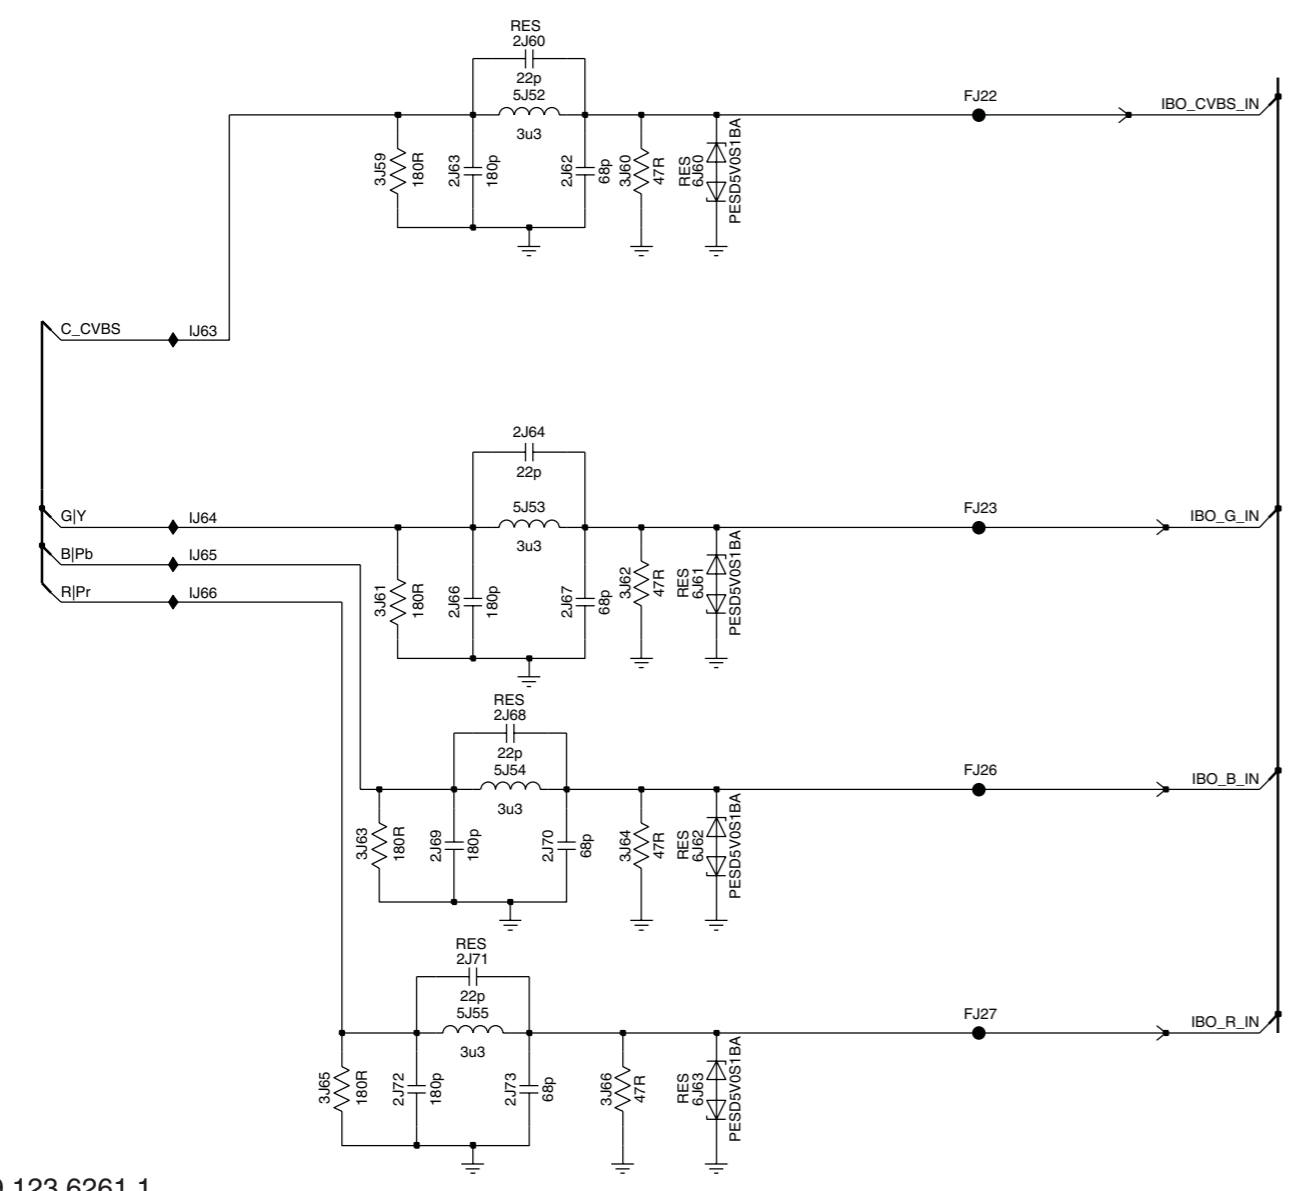 RES
2J60
22p
5J52
3u3
3J59
180R
2J63
180p
2J62
68p
3J60
47R
RES
6J60
PESD5V0S1BA
FJ22
IBO_CVBS_IN
C_CVBS
IJ63
2J64
22p
5J53
3u3
G|Y
IJ64
B|Pb
IJ65
R|Pr
IJ66
3J61
180R
2J66
180p
2J67
68p
3J62
47R
RES
6J61
PESD5V0S1BA
FJ23
IBO_G_IN
RES
2J68
22p
5J54
3u3
3J63
180R
2J69
180p
2J70
68p
3J64
47R
RES
6J62
PESD5V0S1BA
FJ26
IBO_B_IN
RES
2J71
22p
5J55
3u3
3J65
180R
2J72
180p
2J73
68p
3J66
47R
RES
6J63
PESD5V0S1BA
FJ27
IBO_R_IN
123 6261 1